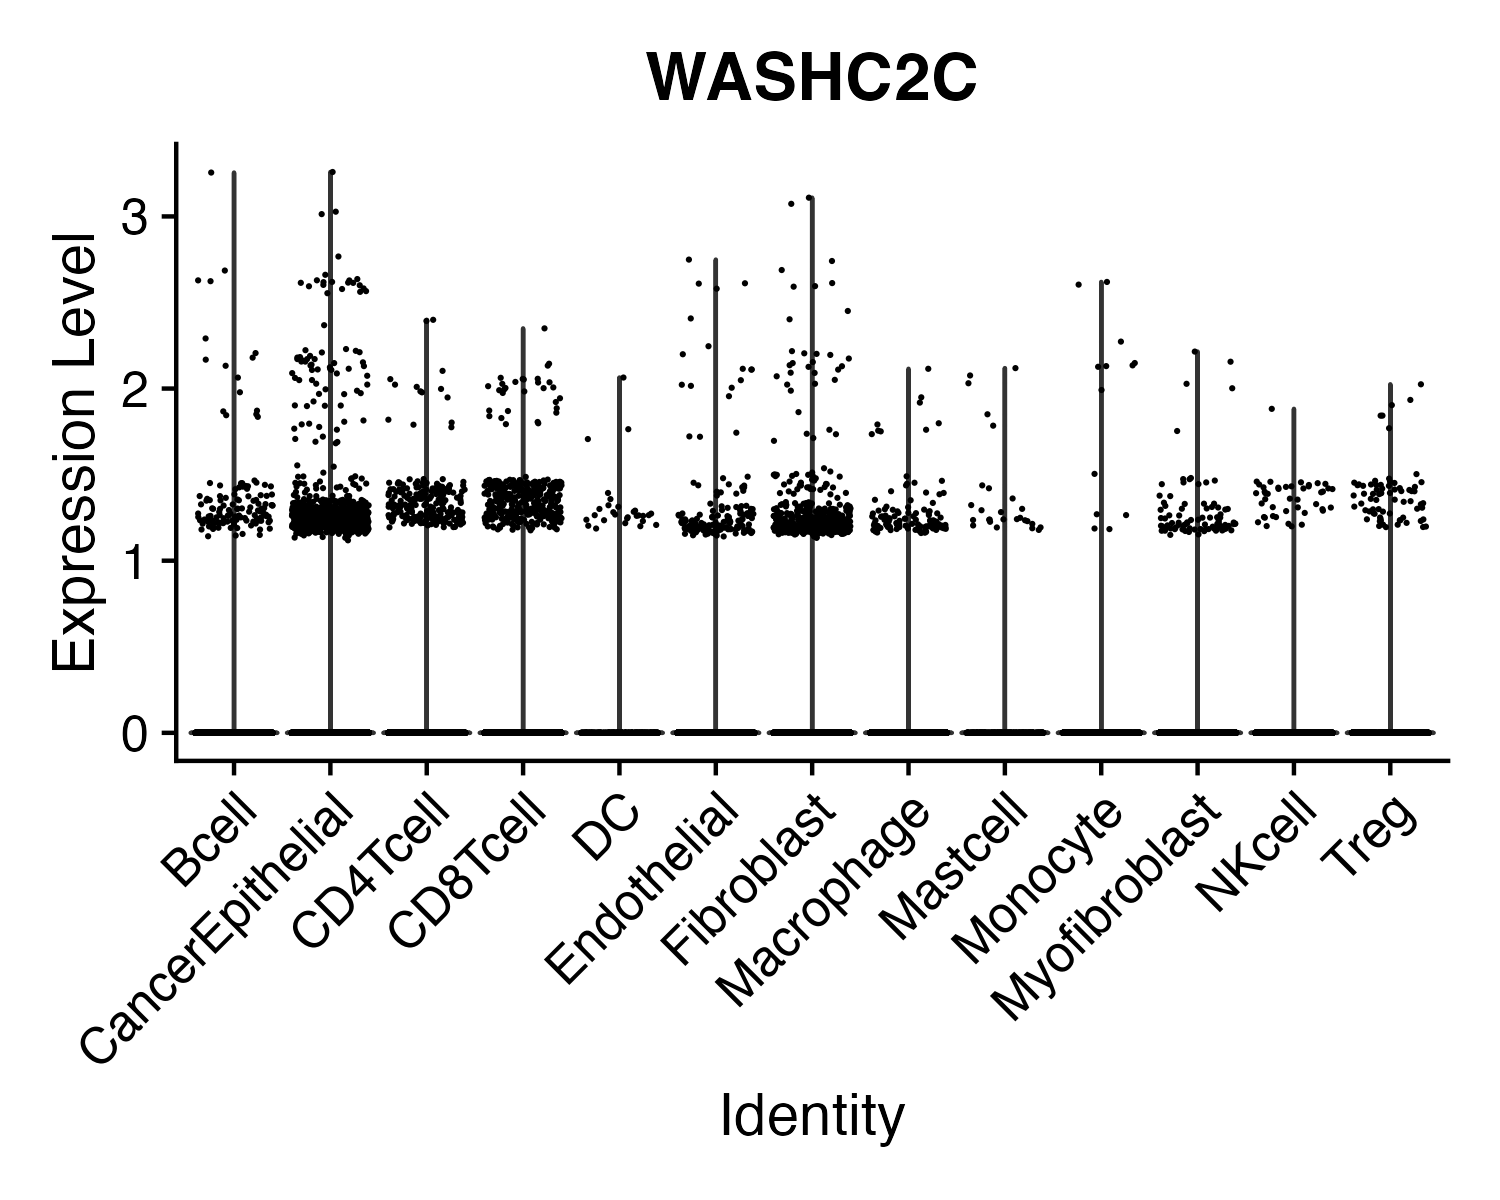 WASHC2C
Expression Level
3
2
1
0
Bcell
CancerEpithelial
CD4Tcell
CD8Tcell
DC
Endothelial
Fibroblast
Macrophage
Mastcell
Monocyte
Myofibroblast
NKcell
Treg
Identity